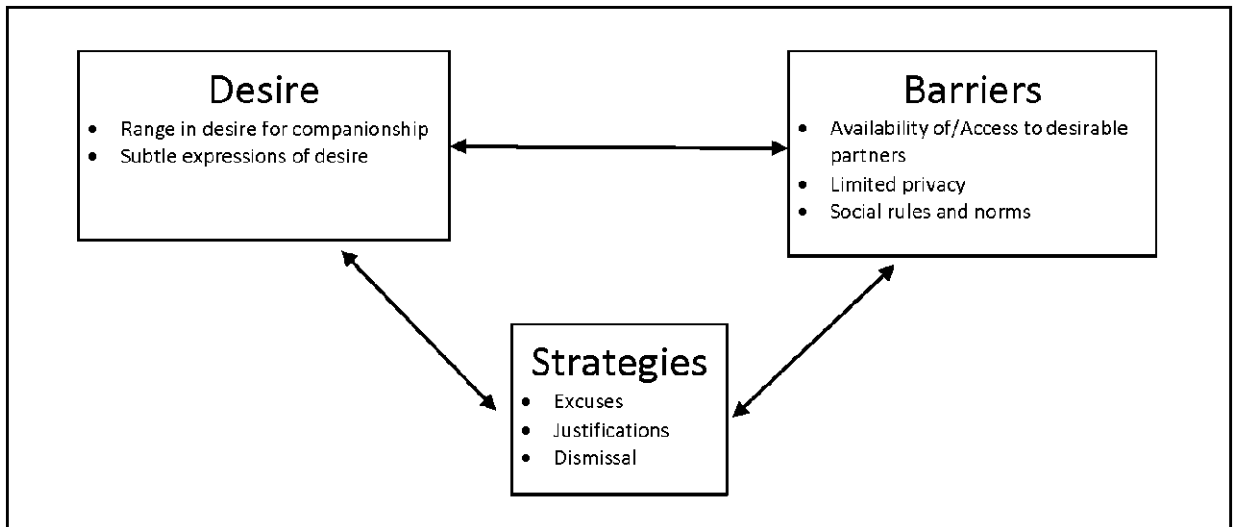 Desire
• Range in desire for companionship
• Subtle expressions of desire
Barriers
• Availability of/Access to desirable
partners
• Limited privacy
• Social rules and norms
Strategies
• Excuses
• Justifications
• Dismissal